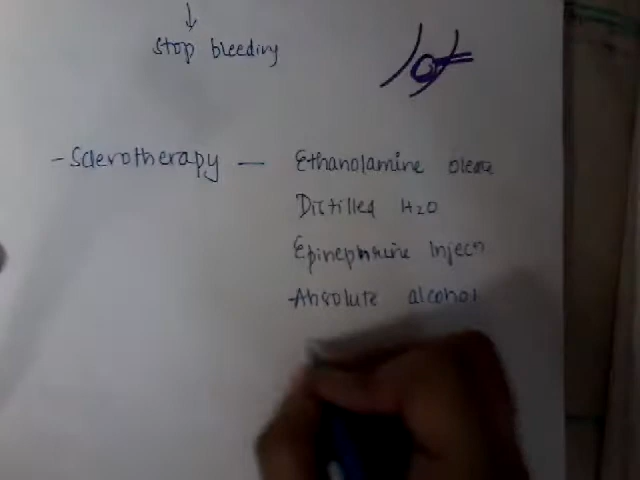 stop bleeding
- Sclerotherapy — Ethanolamine oleate
Distilled H2O
Epinephrine Injecn
-Absolute alcohol